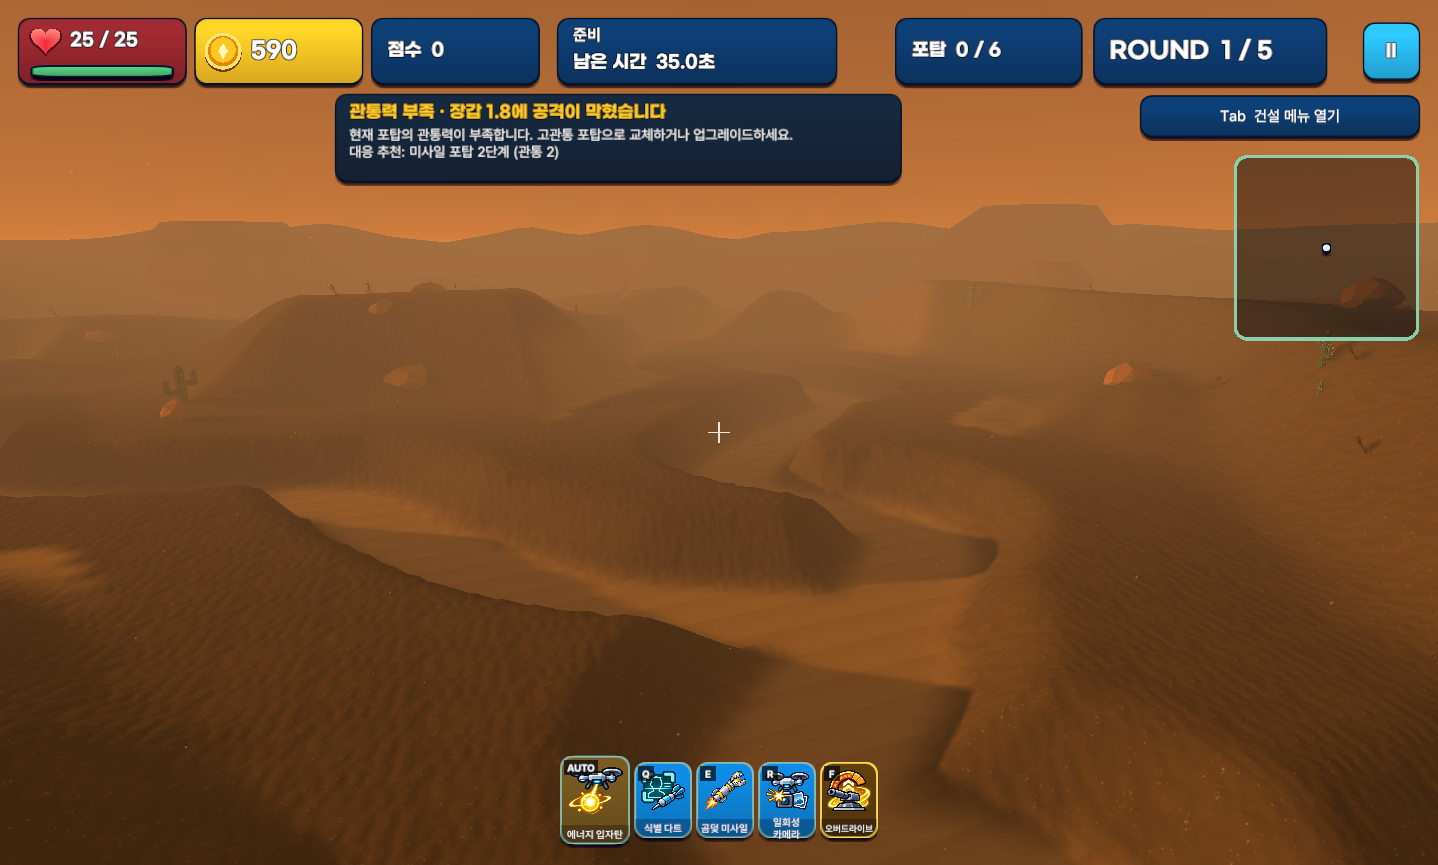 25 / 25
590
점수 0
준비
남은 시간 35.0초
포탑 0 / 6
ROUND 1 / 5
관통력 부족 · 장갑 1.8에 공격이 막혔습니다
현재 포탑의 관통력이 부족합니다. 고관통 포탑으로 교체하거나 업그레이드하세요.
대응 추천: 미사일 포탑 2단계 (관통 2)
Tab 건설 메뉴 열기
AUTO
에너지 입자탄
Q
식별 다트
E
곰덫 미사일
R
일회성
카메라
F
오버드라이브